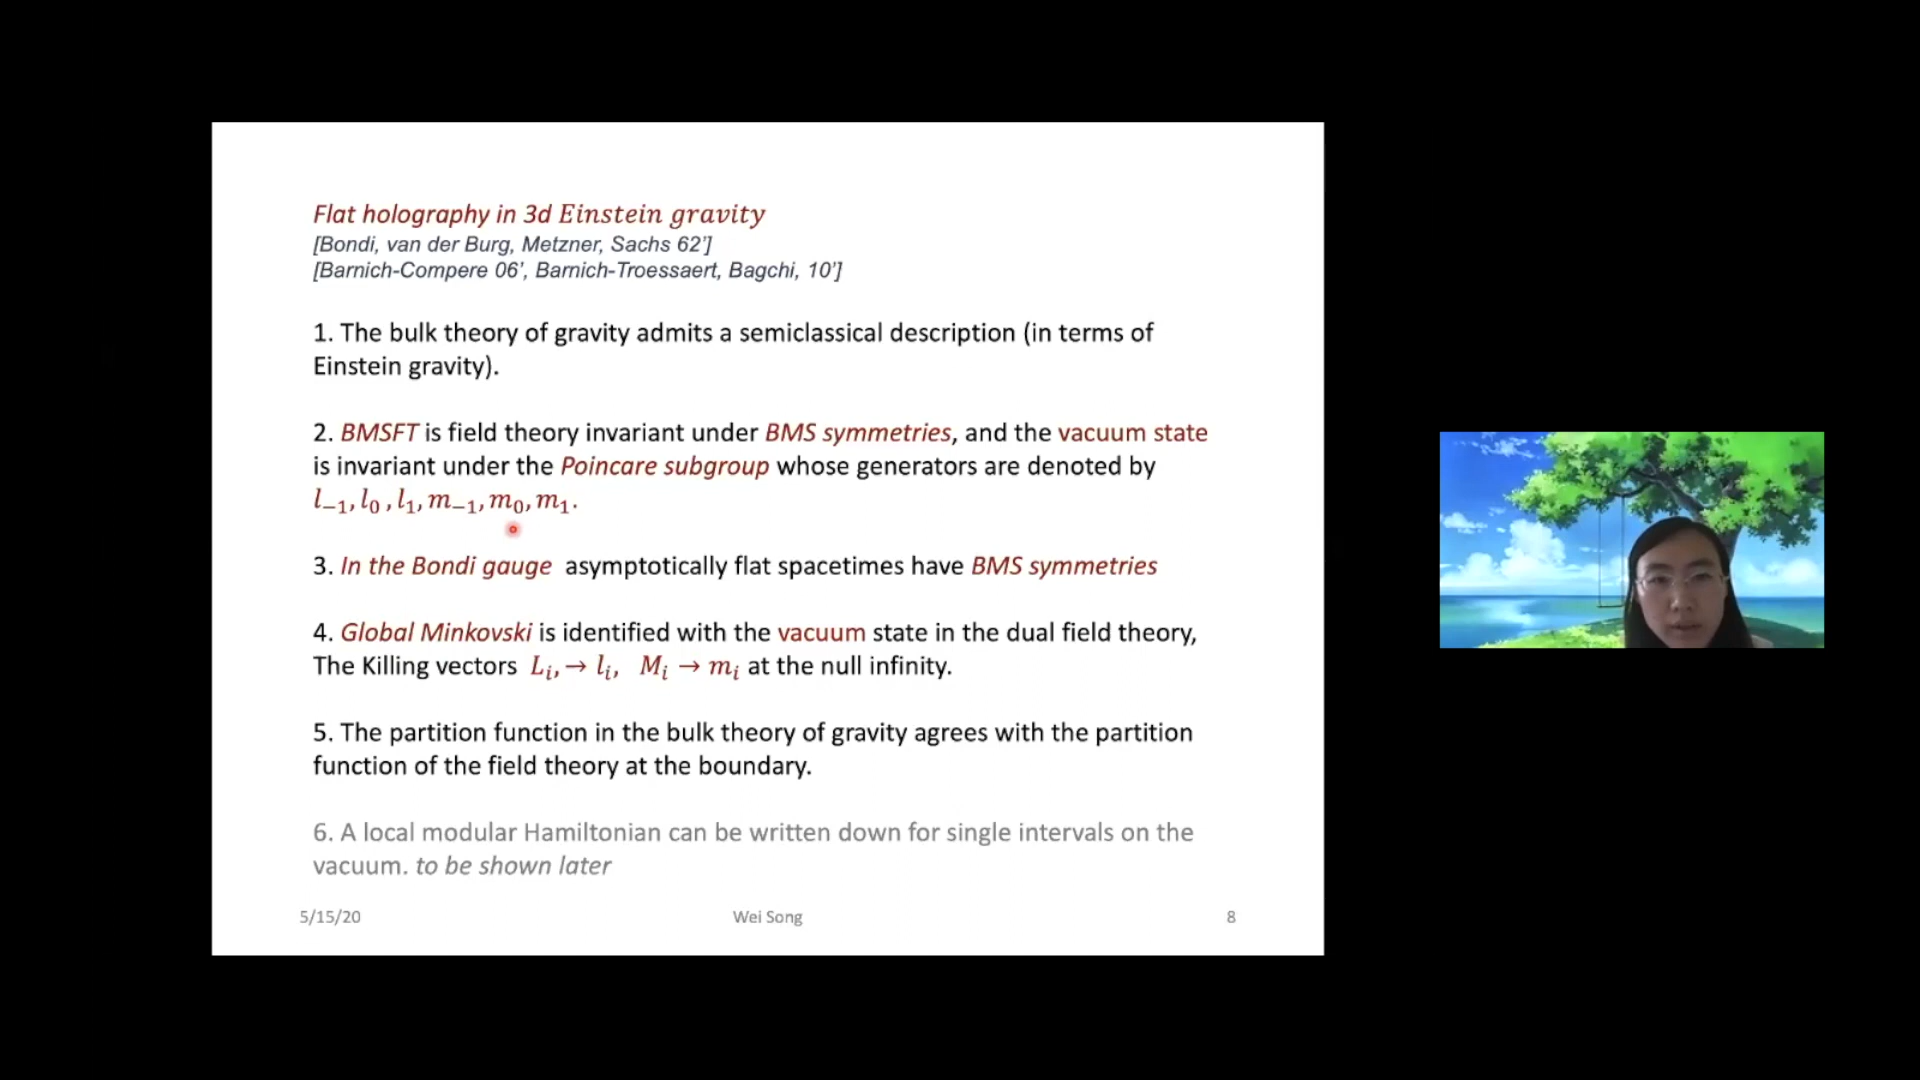 Flat holography in 3d Einstein gravity
[Bondi, van der Burg, Metzner, Sachs 62']
[Barnich-Compere 06', Barnich-Troessaert, Bagchi, 10']
1. The bulk theory of gravity admits a semiclassical description (in terms of
Einstein gravity).
2. BMSFT is field theory invariant under BMS symmetries, and the vacuum state
is invariant under the Poincare subgroup whose generators are denoted by
l₋₁, l₀ , l₁, m₋₁, m₀, m₁.
3. In the Bondi gauge asymptotically flat spacetimes have BMS symmetries
4. Global Minkovski is identified with the vacuum state in the dual field theory,
The Killing vectors Lᵢ, → lᵢ, Mᵢ → mᵢ at the null infinity.
5. The partition function in the bulk theory of gravity agrees with the partition
function of the field theory at the boundary.
6. A local modular Hamiltonian can be written down for single intervals on the
vacuum. to be shown later
5/15/20 Wei Song 8